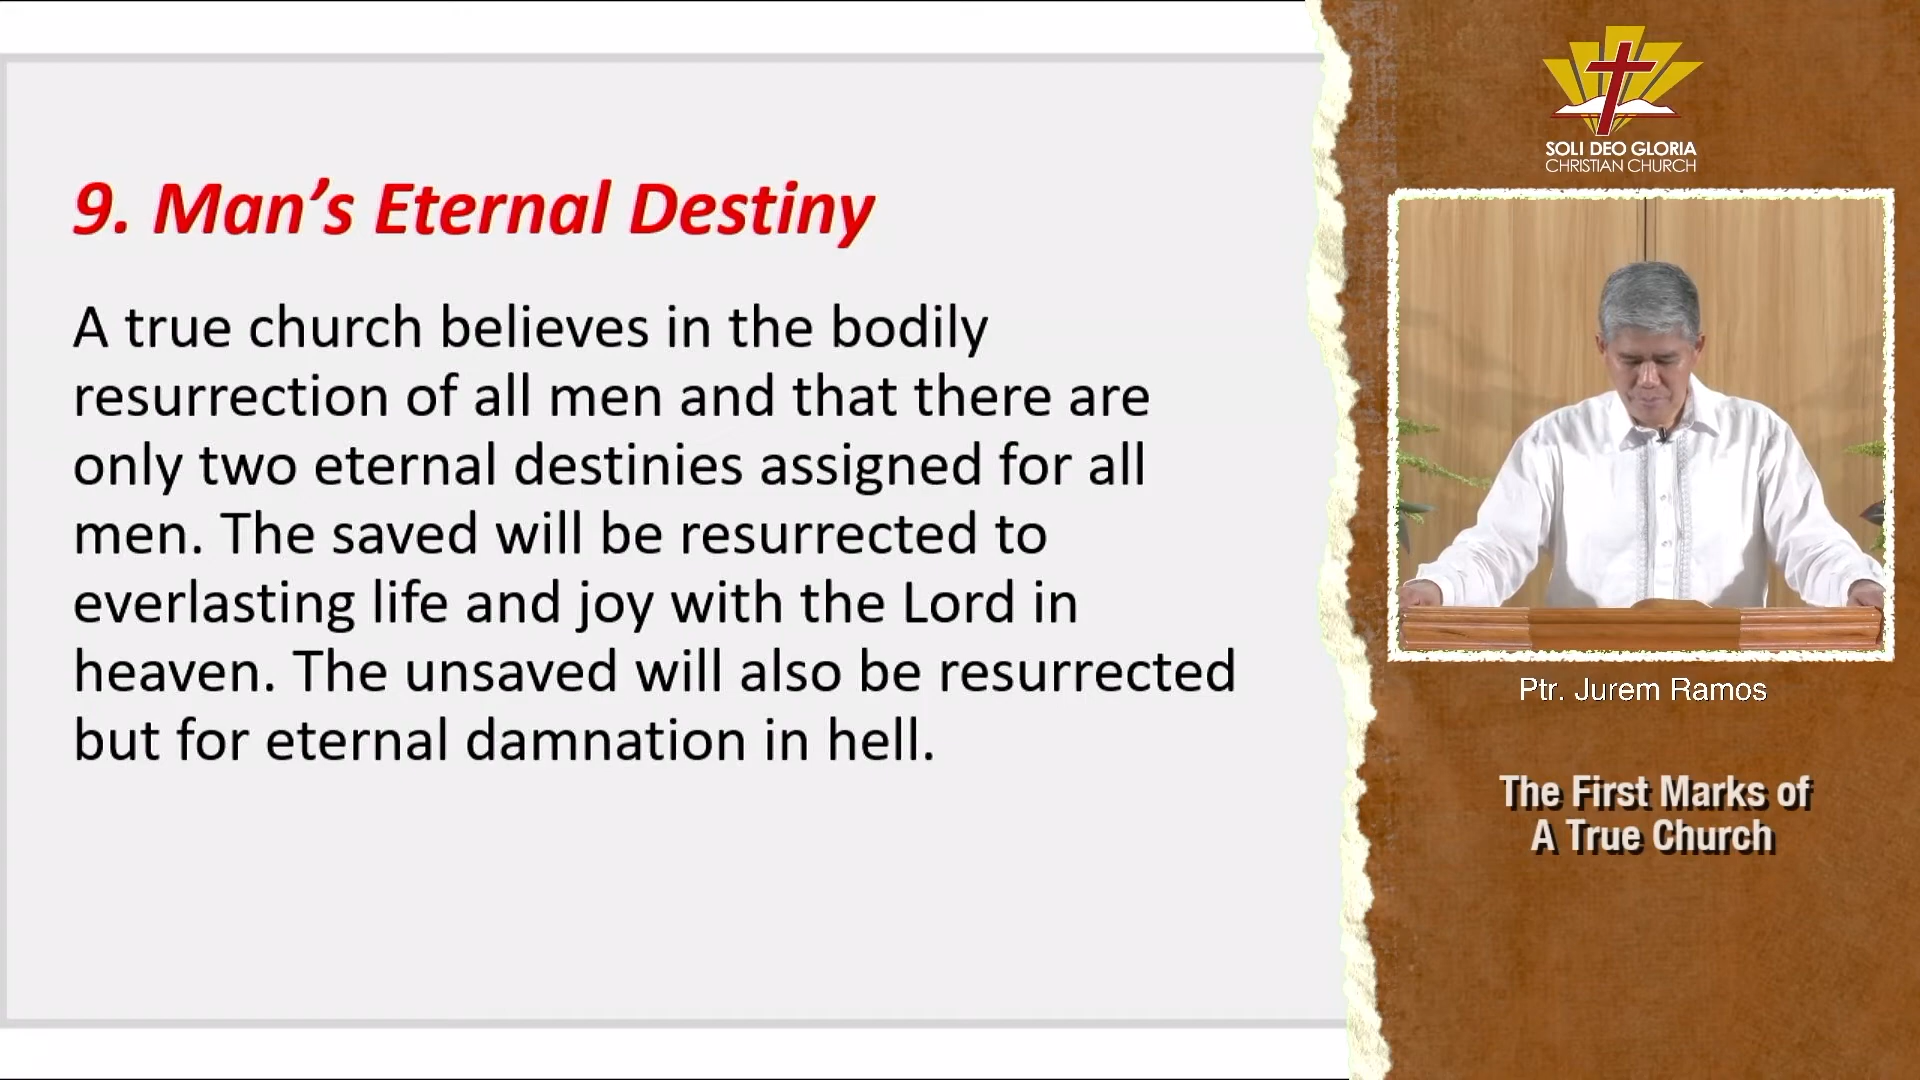 9. Man’s Eternal Destiny
A true church believes in the bodily
resurrection of all men and that there are
only two eternal destinies assigned for all
men. The saved will be resurrected to
everlasting life and joy with the Lord in
heaven. The unsaved will also be resurrected
but for eternal damnation in hell.
SOLI DEO GLORIA
CHRISTIAN CHURCH
Ptr. Jurem Ramos
The First Marks of
A True Church